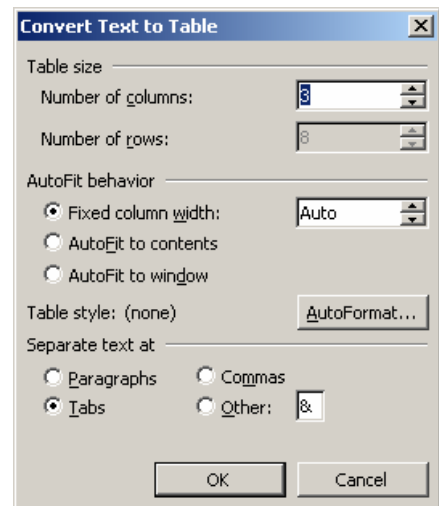 Convert Text to Table
Table size
Number of columns: 3
Number of rows: 8
AutoFit behavior
Fixed column width: Auto
AutoFit to contents
AutoFit to window
Table style: (none) AutoFormat...
Separate text at
Paragraphs Commas
Tabs Other: &
OK Cancel